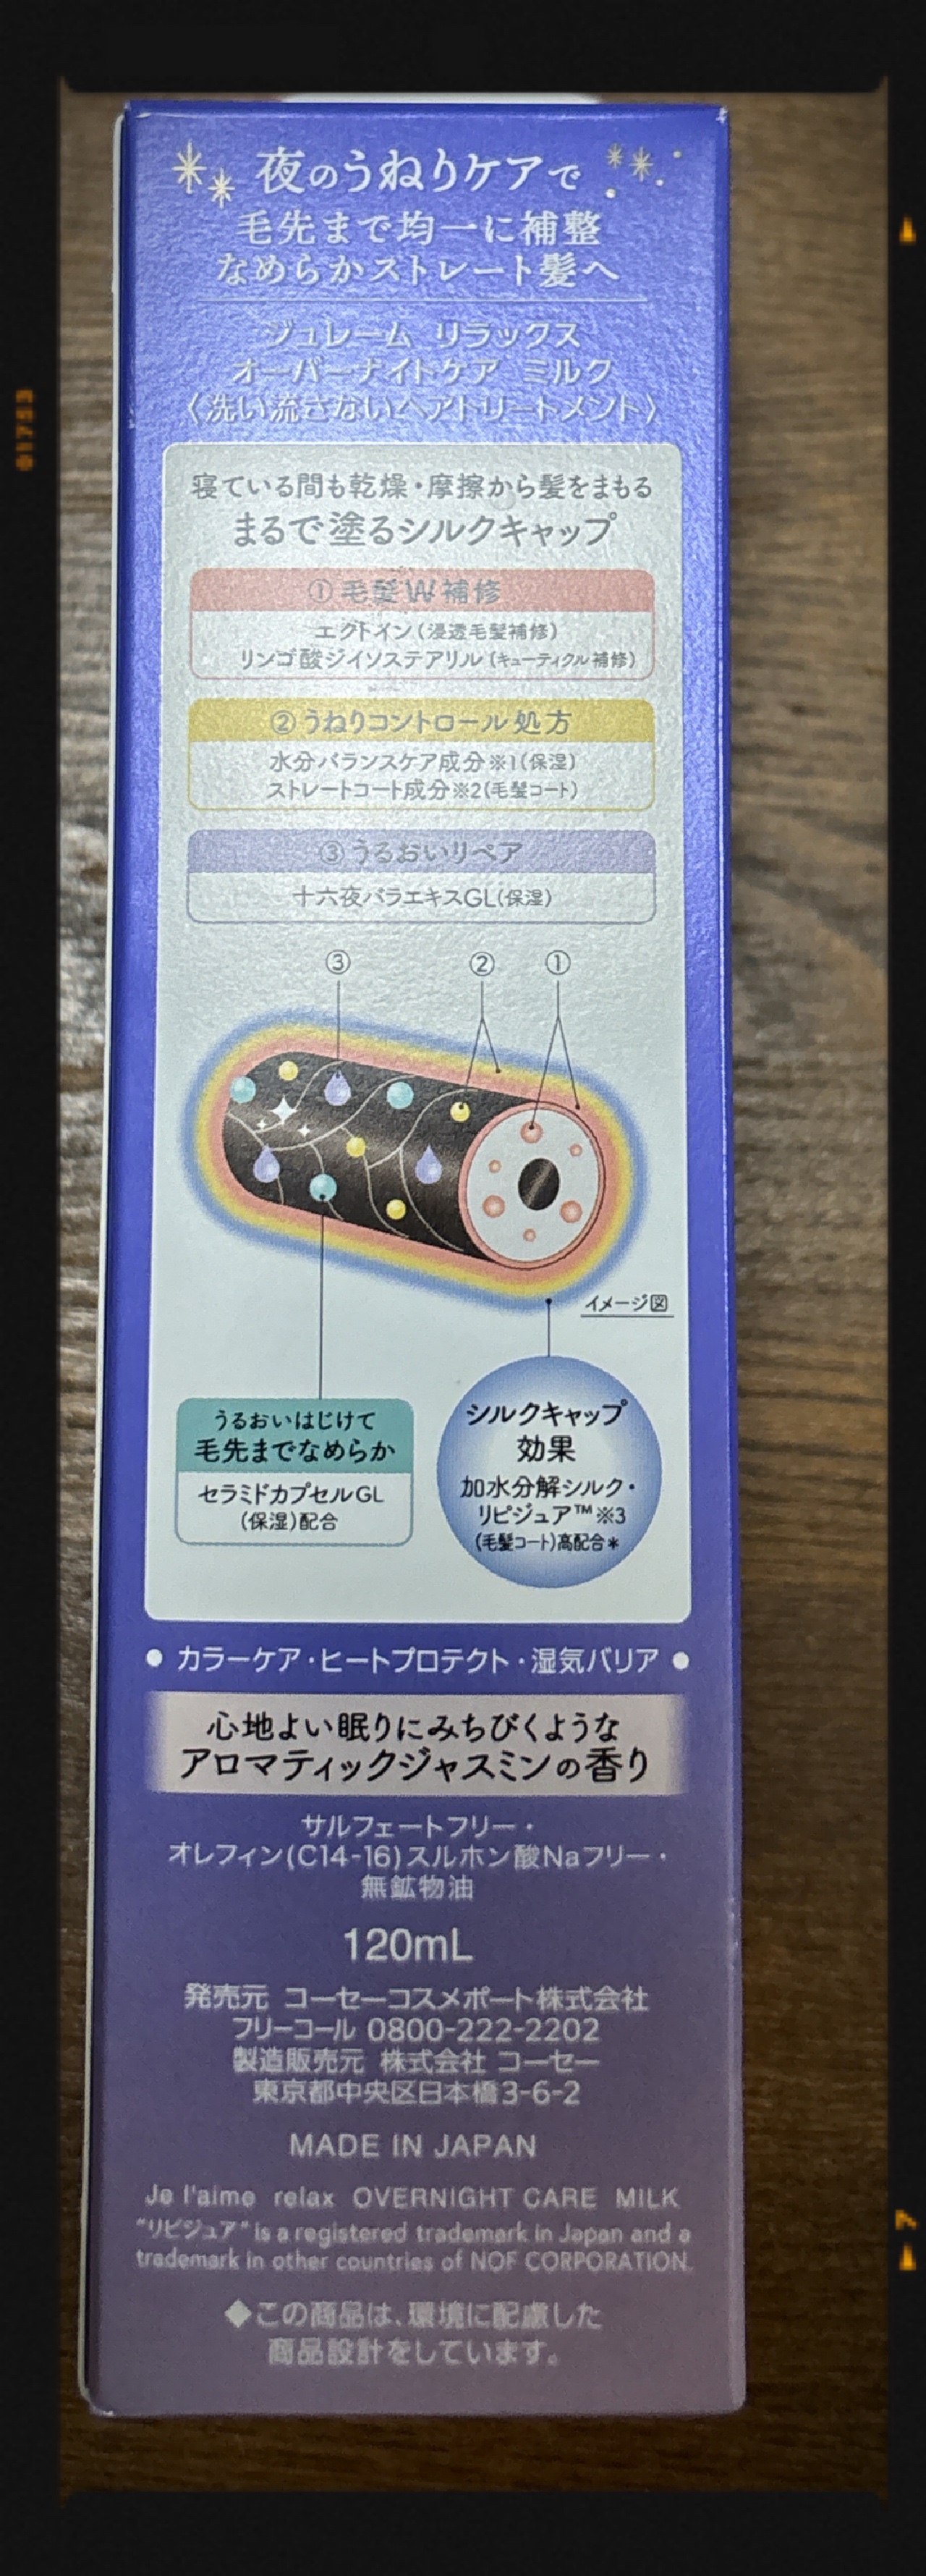 夜のうねりケアで
毛先まで均一に補整
なめらかストレート髪へ
ジュレーム リラックス
オーバーナイトケア ミルク
〈洗い流さないヘアトリートメント〉
寝ている間も乾燥・摩擦から髪をまもる
まるで塗るシルクキャップ
①毛髪W補修
エクトイン(浸透毛髪補修)
リンゴ酸ジイソステアリル(キューティクル補修)
②うねりコントロール処方
水分バランスケア成分※1(保湿)
ストレートコート成分※2(毛髪コート)
③うるおいリペア
十六夜バラエキスGL(保湿)
③ ② ①
イメージ図
うるおいはじけて
毛先までなめらか
セラミドカプセルGL
(保湿)配合
シルクキャップ
効果
加水分解シルク・
リピジュア™※3
(毛髪コート)高配合*
● カラーケア・ヒートプロテクト・湿気バリア ●
心地よい眠りにみちびくような
アロマティックジャスミンの香り
サルフェートフリー・
オレフィン(C14-16)スルホン酸Naフリー・
無鉱物油
120mL
発売元 コーセーコスメポート株式会社
フリーコール 0800-222-2202
製造販売元 株式会社 コーセー
東京都中央区日本橋3-6-2
MADE IN JAPAN
Je l'aime relax OVERNIGHT CARE MILK
"リピジュア" is a registered trademark in Japan and a
trademark in other countries of NOF CORPORATION.
◆この商品は、環境に配慮した
商品設計をしています。